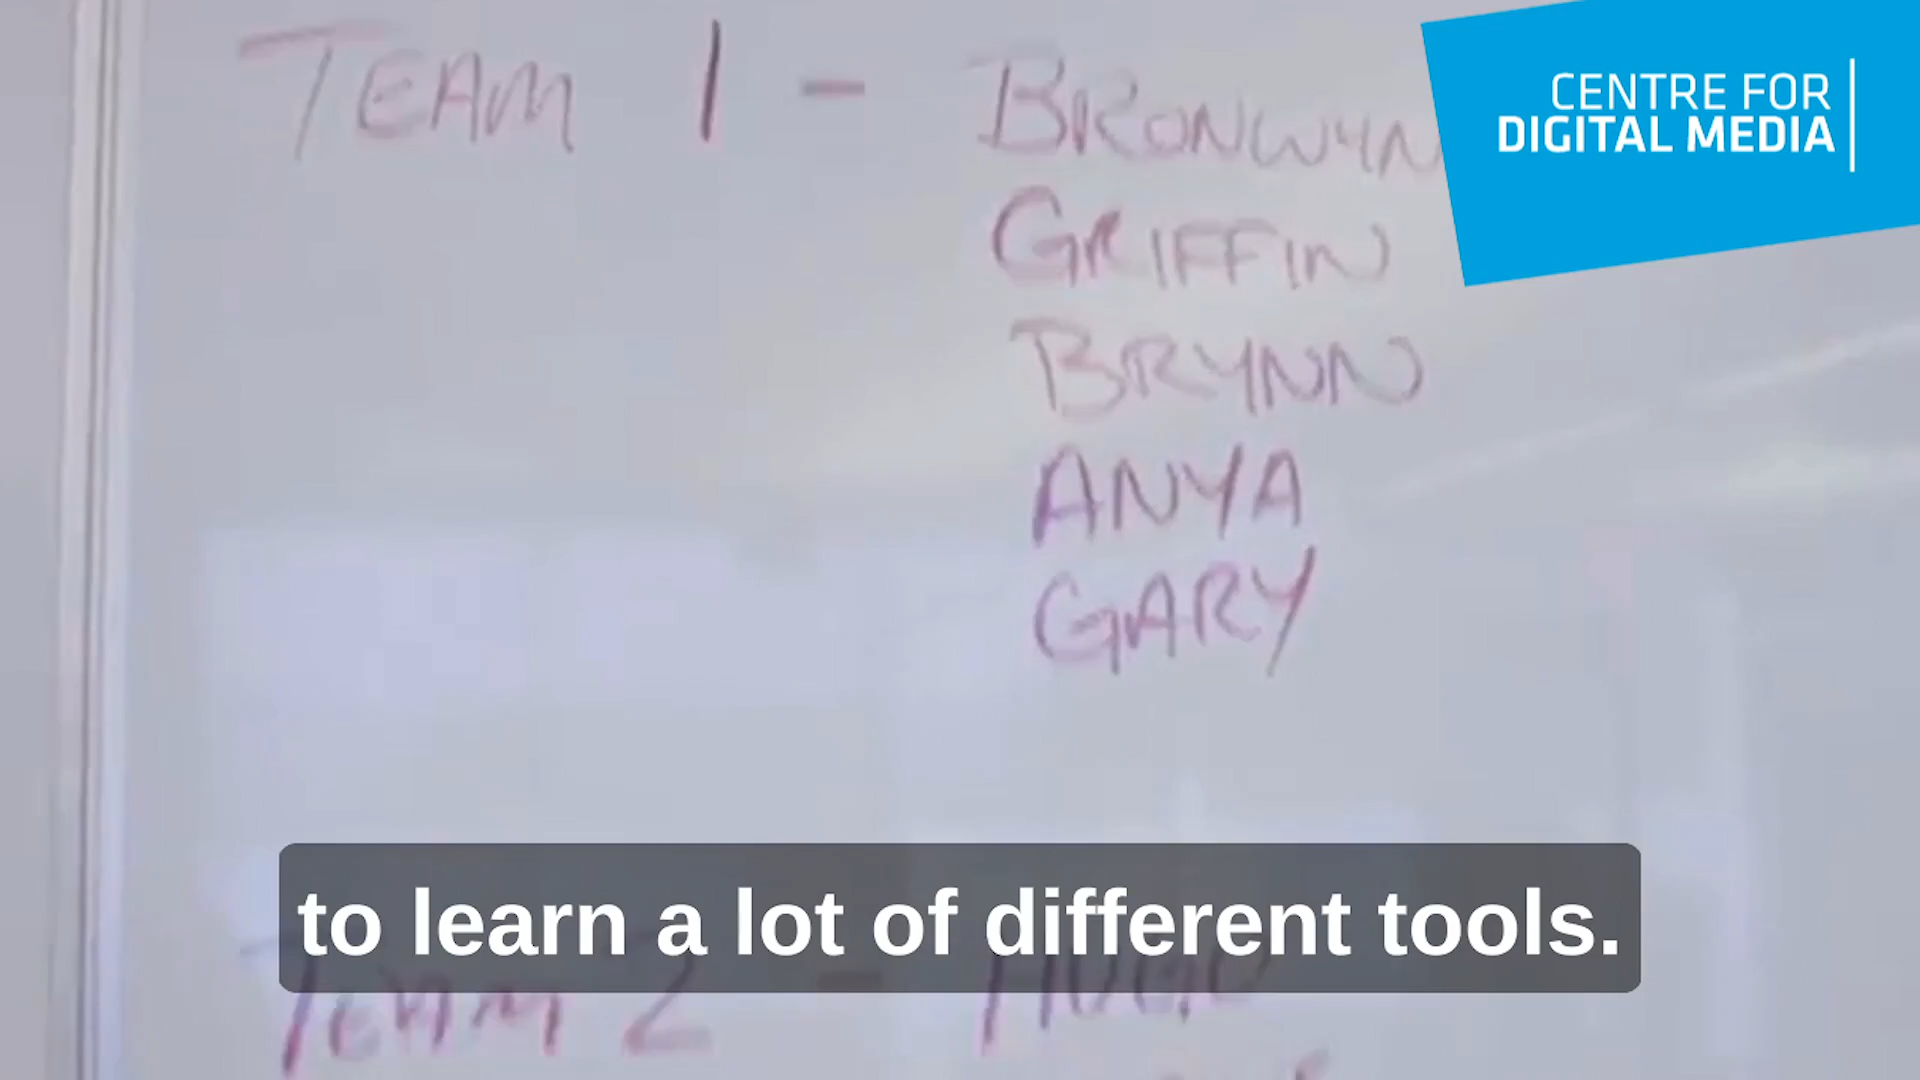 TEAM 1 - BRONWYN
GRIFFIN
BRYNN
ANYA
GARY
CENTRE FOR
DIGITAL MEDIA
to learn a lot of different tools.
TEAM 2 -